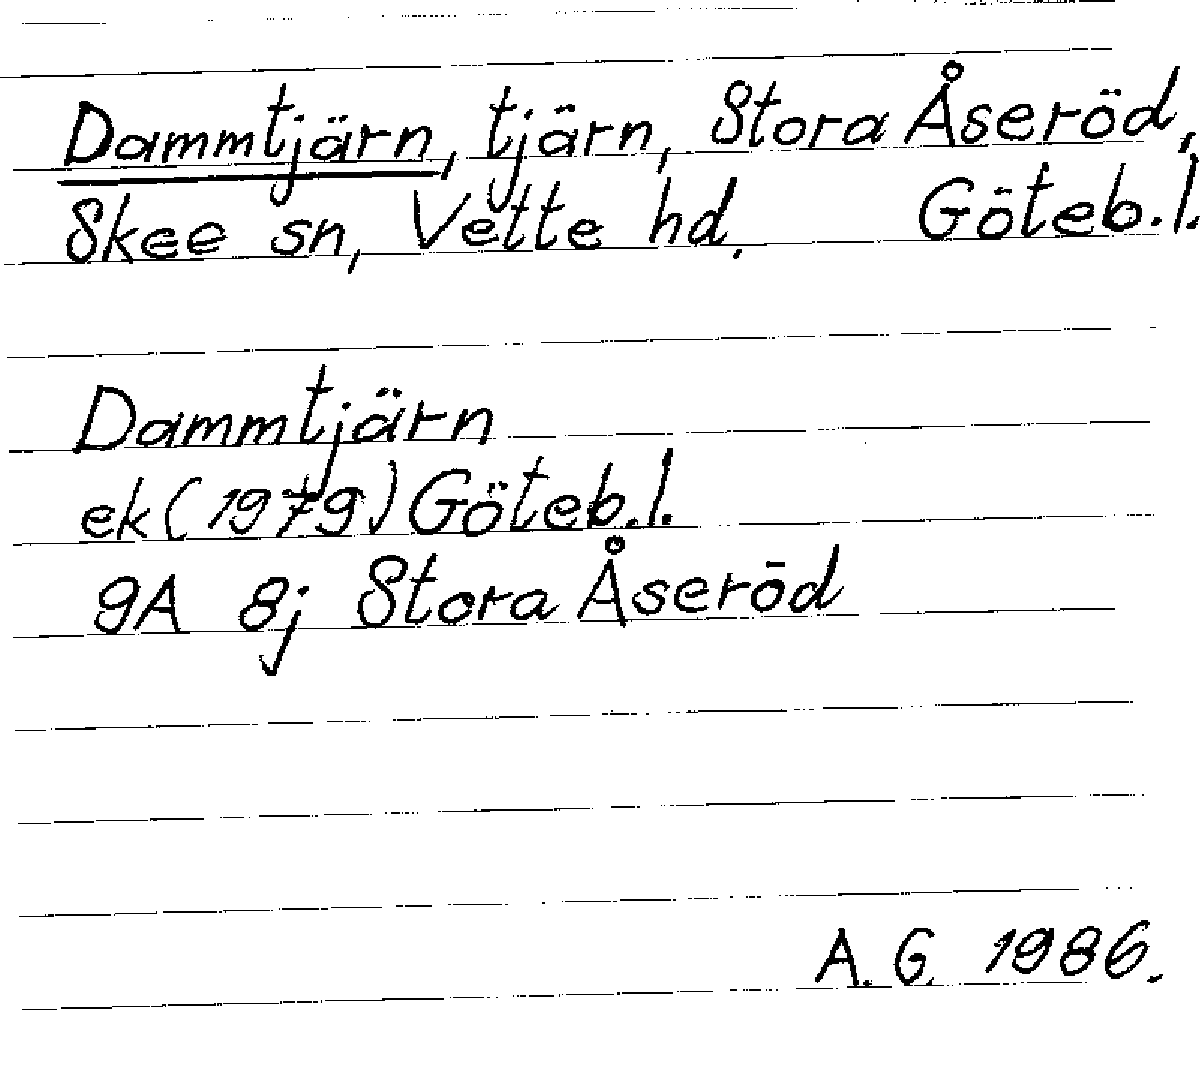 Dammtjärn, tjärn, Stora Åseröd,
Skee sn, Vette hd. Göteb.l.
Dammtjärn
ek (1979) Göteb.l.
9A 8j Stora Åseröd
A. G. 1986.